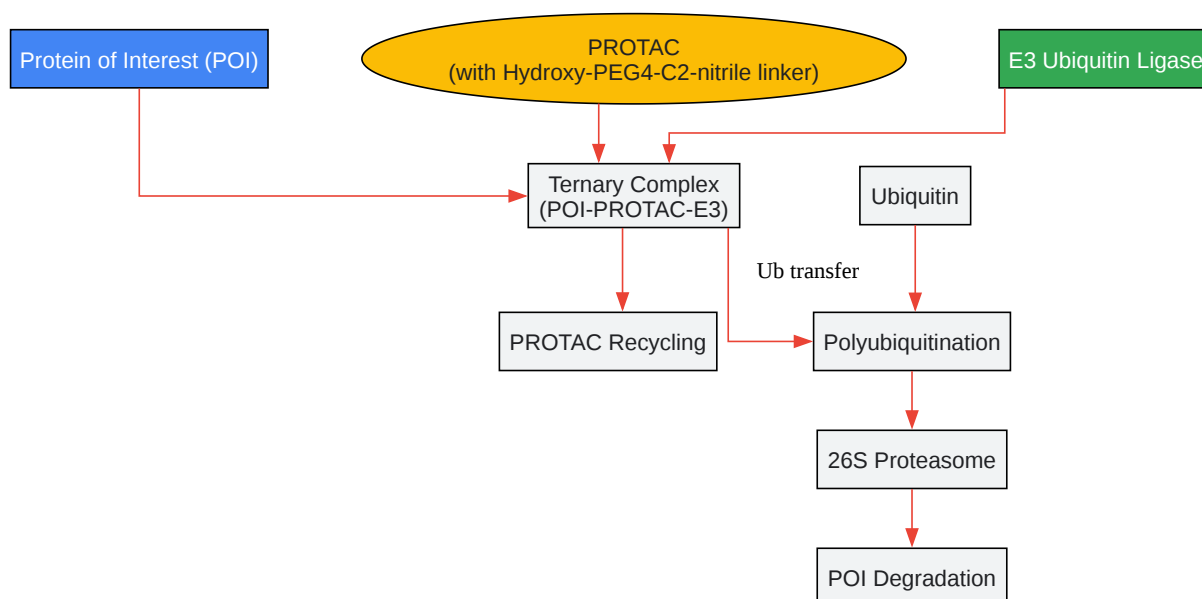 Protein of Interest (POI)
PROTAC
(with Hydroxy-PEG4-C2-nitrile linker)
E3 Ubiquitin Ligase
Ternary Complex
(POI-PROTAC-E3)
Ubiquitin
Ub transfer
PROTAC Recycling
Polyubiquitination
26S Proteasome
POI Degradation